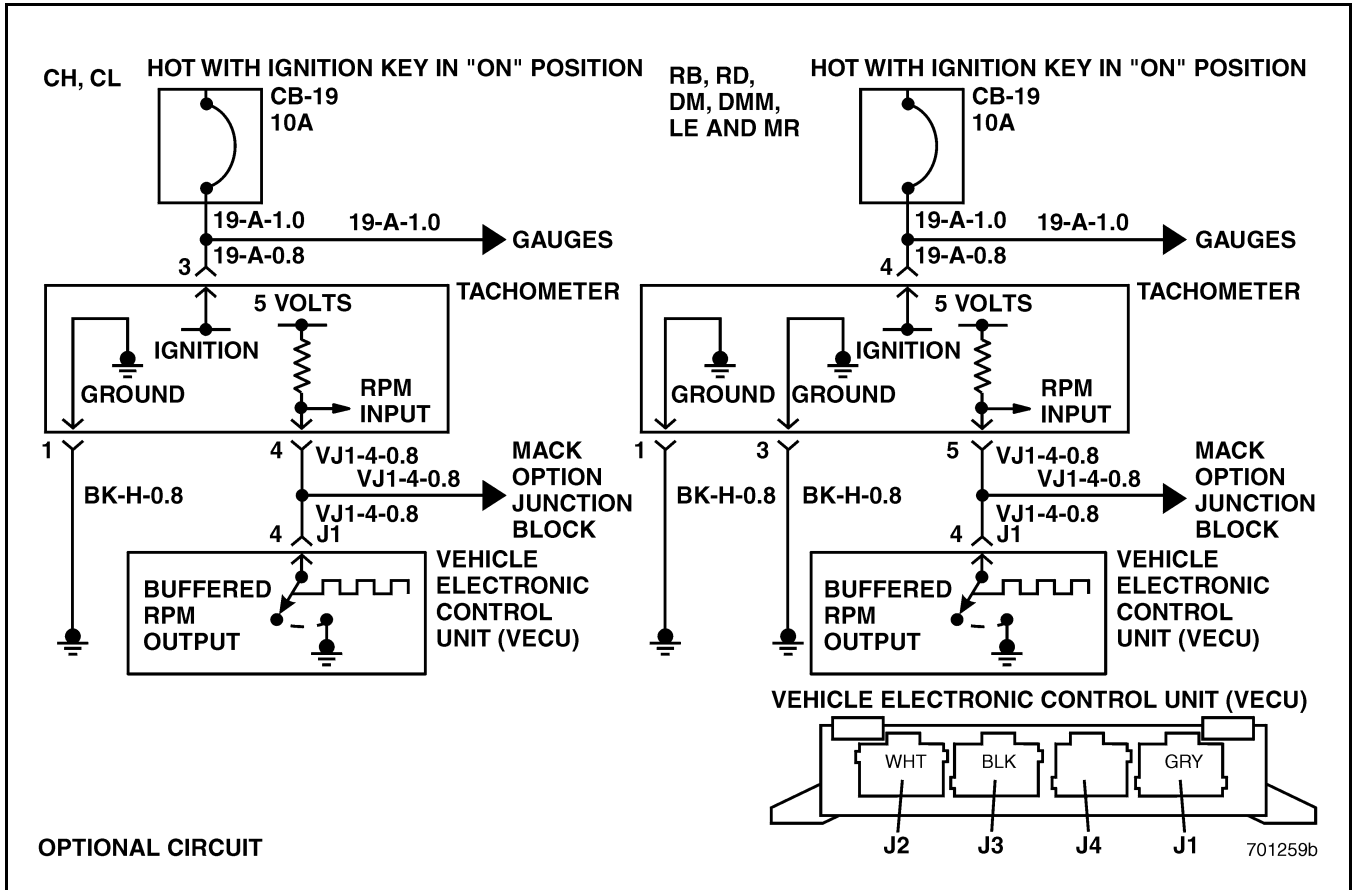 CH, CL
HOT WITH IGNITION KEY IN "ON" POSITION
CB-19
10A
19-A-1.0
19-A-1.0
GAUGES
19-A-0.8
3
TACHOMETER
5 VOLTS
IGNITION
GROUND
RPM
INPUT
1
4
VJ1-4-0.8
VJ1-4-0.8
MACK
OPTION
JUNCTION
BLOCK
BK-H-0.8
VJ1-4-0.8
4
J1
VEHICLE
ELECTRONIC
CONTROL
UNIT (VECU)
BUFFERED
RPM
OUTPUT
RB, RD,
DM, DMM,
LE AND MR
HOT WITH IGNITION KEY IN "ON" POSITION
CB-19
10A
19-A-1.0
19-A-1.0
GAUGES
19-A-0.8
4
TACHOMETER
5 VOLTS
IGNITION
GROUND
GROUND
RPM
INPUT
1
3
5
VJ1-4-0.8
VJ1-4-0.8
MACK
OPTION
JUNCTION
BLOCK
BK-H-0.8
BK-H-0.8
VJ1-4-0.8
4
J1
VEHICLE
ELECTRONIC
CONTROL
UNIT (VECU)
BUFFERED
RPM
OUTPUT
VEHICLE ELECTRONIC CONTROL UNIT (VECU)
WHT
BLK
GRY
J2
J3
J4
J1
OPTIONAL CIRCUIT
701259b